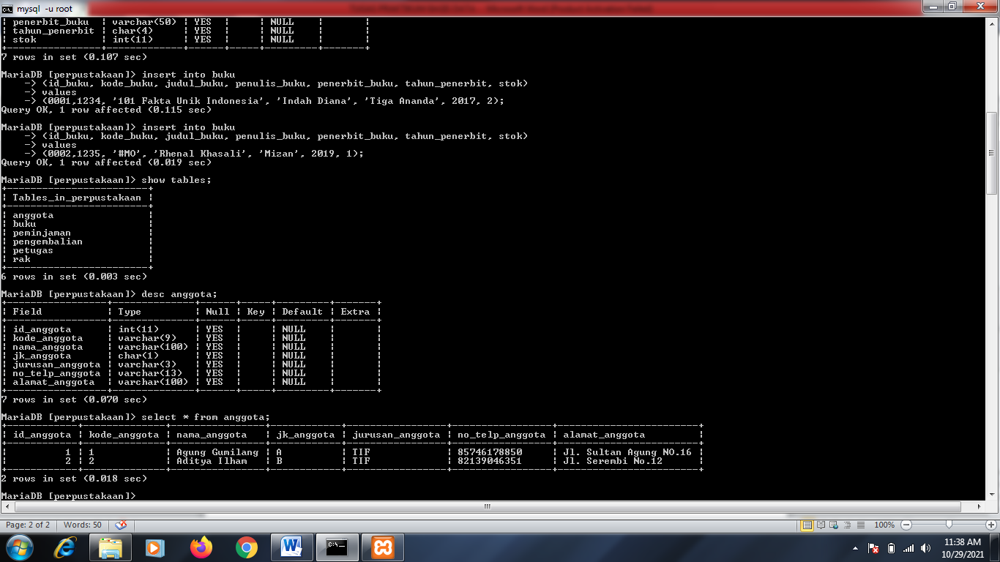 mysql -u root
| penerbit_buku | varchar(50) | YES | | NULL | |
| tahun_penerbit | char(4) | YES | | NULL | |
| stok | int(11) | YES | | NULL | |
+----------------+-------------+------+-----+---------+-------+
7 rows in set (0.107 sec)
MariaDB [perpustakaan]> insert into buku
-> (id_buku, kode_buku, judul_buku, penulis_buku, penerbit_buku, tahun_penerbit, stok)
-> values
-> (0001,1234, '101 Fakta Unik Indonesia', 'Indah Diana', 'Tiga Ananda', 2017, 2);
Query OK, 1 row affected (0.115 sec)
MariaDB [perpustakaan]> insert into buku
-> (id_buku, kode_buku, judul_buku, penulis_buku, penerbit_buku, tahun_penerbit, stok)
-> values
-> (0002,1235, '#MO', 'Rhenal Khasali', 'Mizan', 2019, 1);
Query OK, 1 row affected (0.019 sec)
MariaDB [perpustakaan]> show tables;
+------------------------+
| Tables_in_perpustakaan |
+------------------------+
| anggota |
| buku |
| peminjaman |
| pengembalian |
| petugas |
| rak |
+------------------------+
6 rows in set (0.003 sec)
MariaDB [perpustakaan]> desc anggota;
+-----------------+--------------+------+-----+---------+-------+
| Field | Type | Null | Key | Default | Extra |
+-----------------+--------------+------+-----+---------+-------+
| id_anggota | int(11) | YES | | NULL | |
| kode_anggota | varchar(9) | YES | | NULL | |
| nama_anggota | varchar(100) | YES | | NULL | |
| jk_anggota | char(1) | YES | | NULL | |
| jurusan_anggota | varchar(3) | YES | | NULL | |
| no_telp_anggota | varchar(13) | YES | | NULL | |
| alamat_anggota | varchar(100) | YES | | NULL | |
+-----------------+--------------+------+-----+---------+-------+
7 rows in set (0.070 sec)
MariaDB [perpustakaan]> select * from anggota;
+------------+--------------+----------------+------------+-----------------+-----------------+------------------------+
| id_anggota | kode_anggota | nama_anggota | jk_anggota | jurusan_anggota | no_telp_anggota | alamat_anggota |
+------------+--------------+----------------+------------+-----------------+-----------------+------------------------+
| 1 | 1 | Agung Gumilang | A | TIF | 85746178850 | Jl. Sultan Agung NO.16 |
| 2 | 2 | Aditya Ilham | B | TIF | 82139046351 | Jl. Serembi No.12 |
+------------+--------------+----------------+------------+-----------------+-----------------+------------------------+
2 rows in set (0.018 sec)
MariaDB [perpustakaan]>
Page: 2 of 2 Words: 50 100%
11:38 AM
10/29/2021